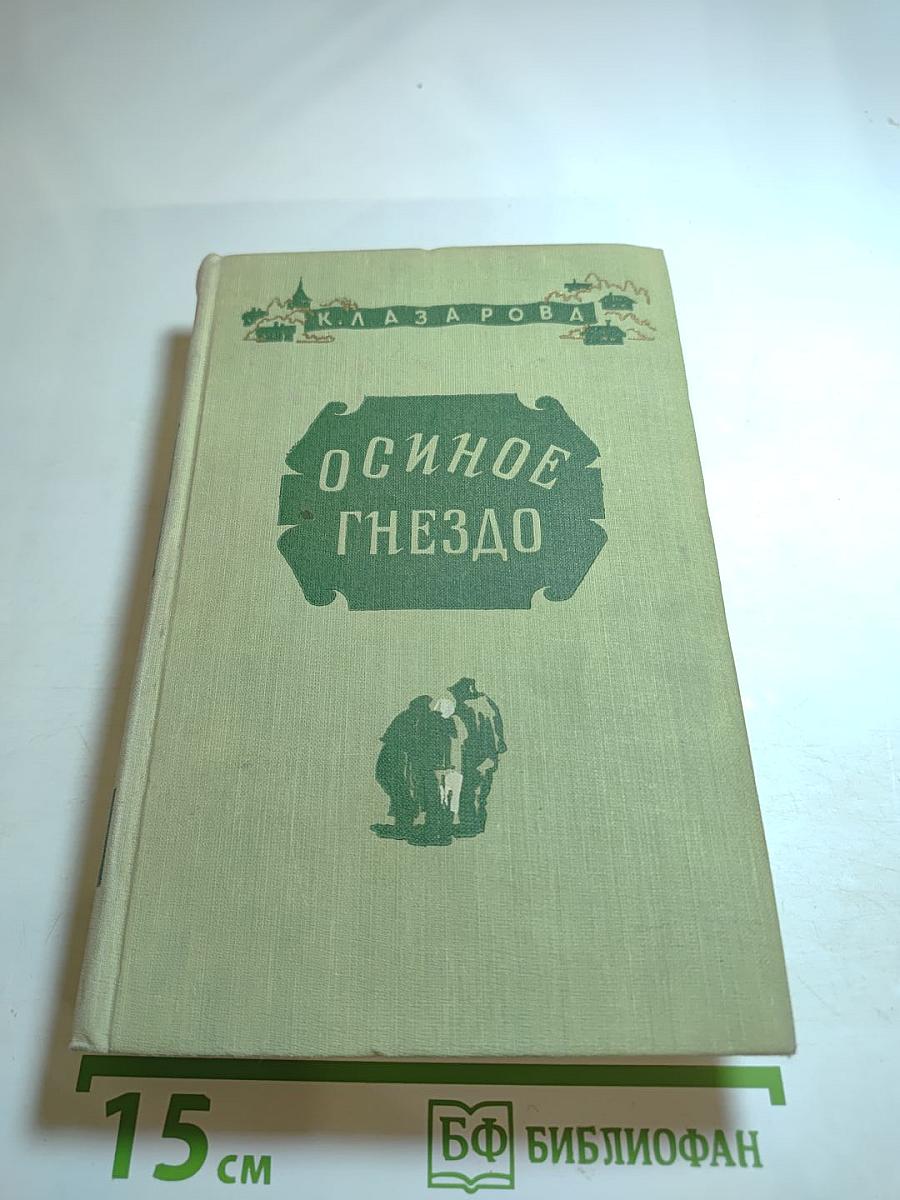 К. ЛАЗАРОВА
ОСИНОЕ
ГНЕЗДО
15 см
БФ БИБЛИОФАН